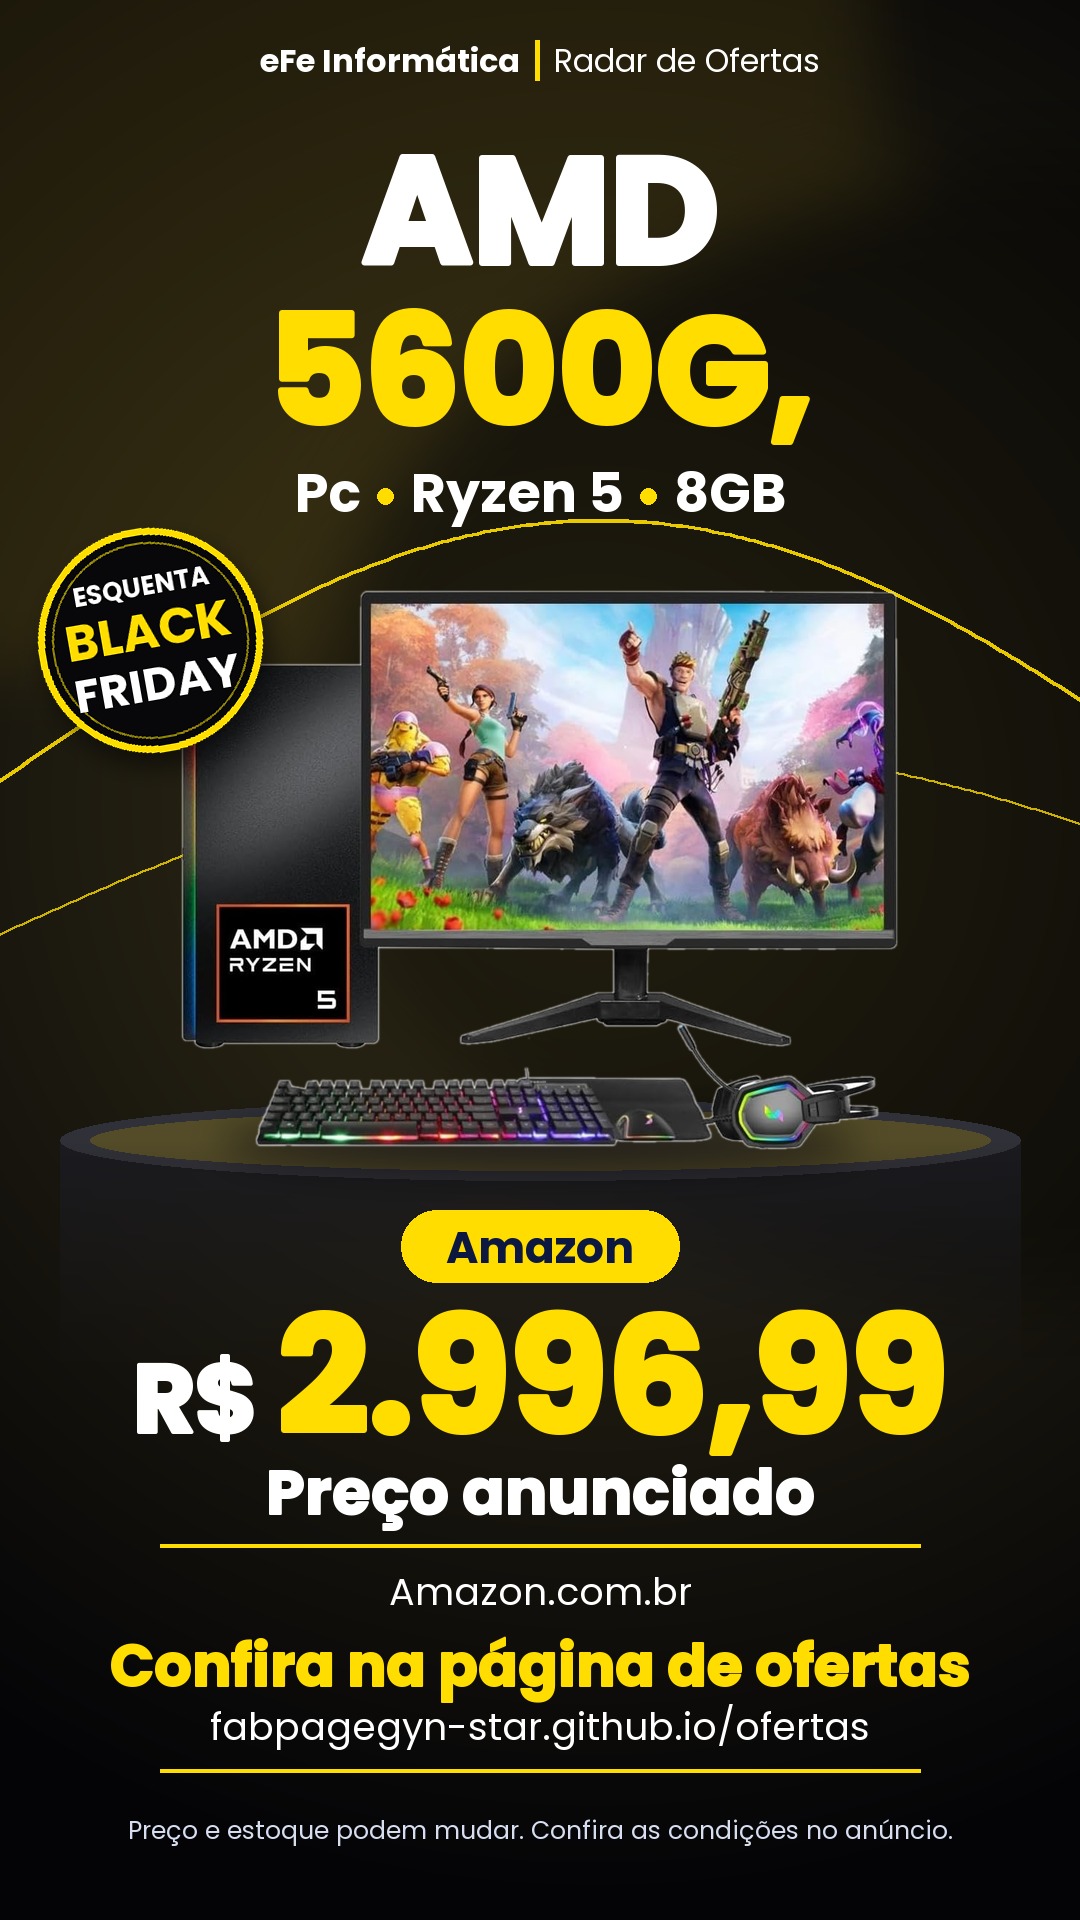 eFe Informática | Radar de Ofertas
AMD
5600G,
Pc • Ryzen 5 • 8GB
ESQUENTA
BLACK
FRIDAY
AMD
RYZEN
5
Amazon
R$ 2.996,99
Preço anunciado
Amazon.com.br
Confira na página de ofertas
fabpagegyn-star.github.io/ofertas
Preço e estoque podem mudar. Confira as condições no anúncio.